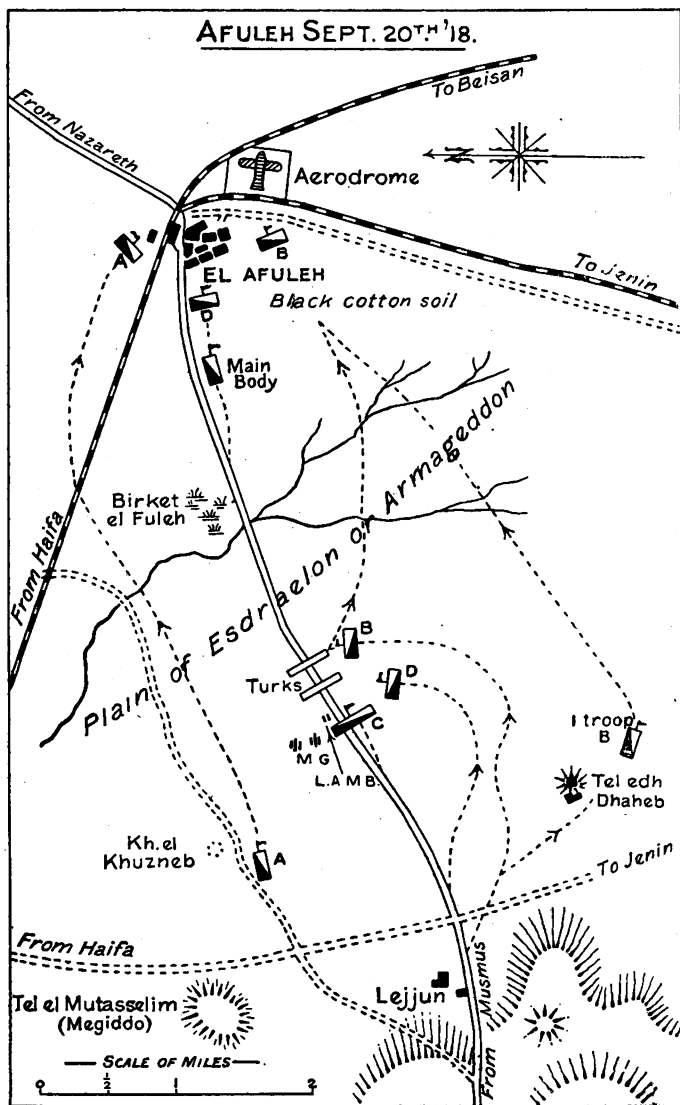 AFULEH SEPT. 20TH '18.
To Beisan
From Nazareth
N
Aerodrome
A
B
EL AFULEH
To Jenin
D
Black cotton soil
Main
Body
Birket
el Fuleh
Plain of Esdraelon or Armageddon
From Haifa
B
Turks
D
C
1 troop
B
M G
L.A M B.
Tel edh
Dhaheb
Kh. el
Khuzneb
A
To Jenin
From Haifa
From Musmus
Lejjun
Tel el Mutasselim
(Megiddo)
SCALE OF MILES
0 1/2 1 2